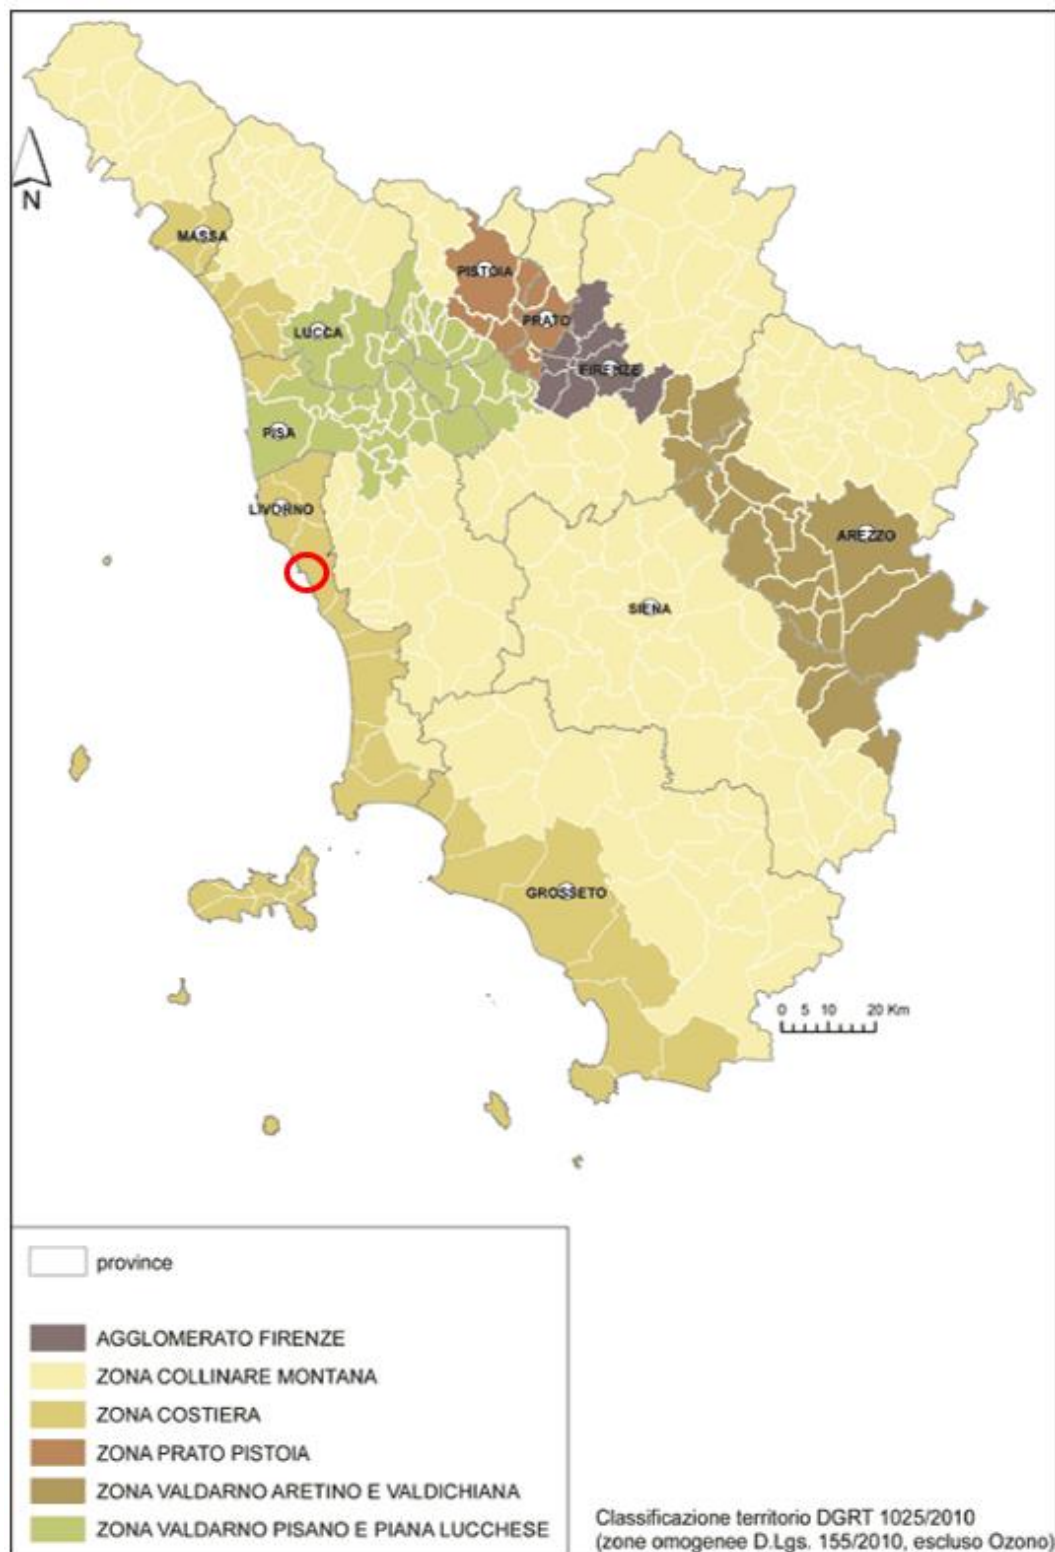 N
MASSA
PISTOIA
PRATO
LUCCA
FIRENZE
PISA
LIVORNO
AREZZO
SIENA
GROSSETO
0 5 10 20 Km
province
AGGLOMERATO FIRENZE
ZONA COLLINARE MONTANA
ZONA COSTIERA
ZONA PRATO PISTOIA
ZONA VALDARNO ARETINO E VALDICHIANA
ZONA VALDARNO PISANO E PIANA LUCCHESE
Classificazione territorio DGRT 1025/2010
(zone omogenee D.Lgs. 155/2010, escluso Ozono)